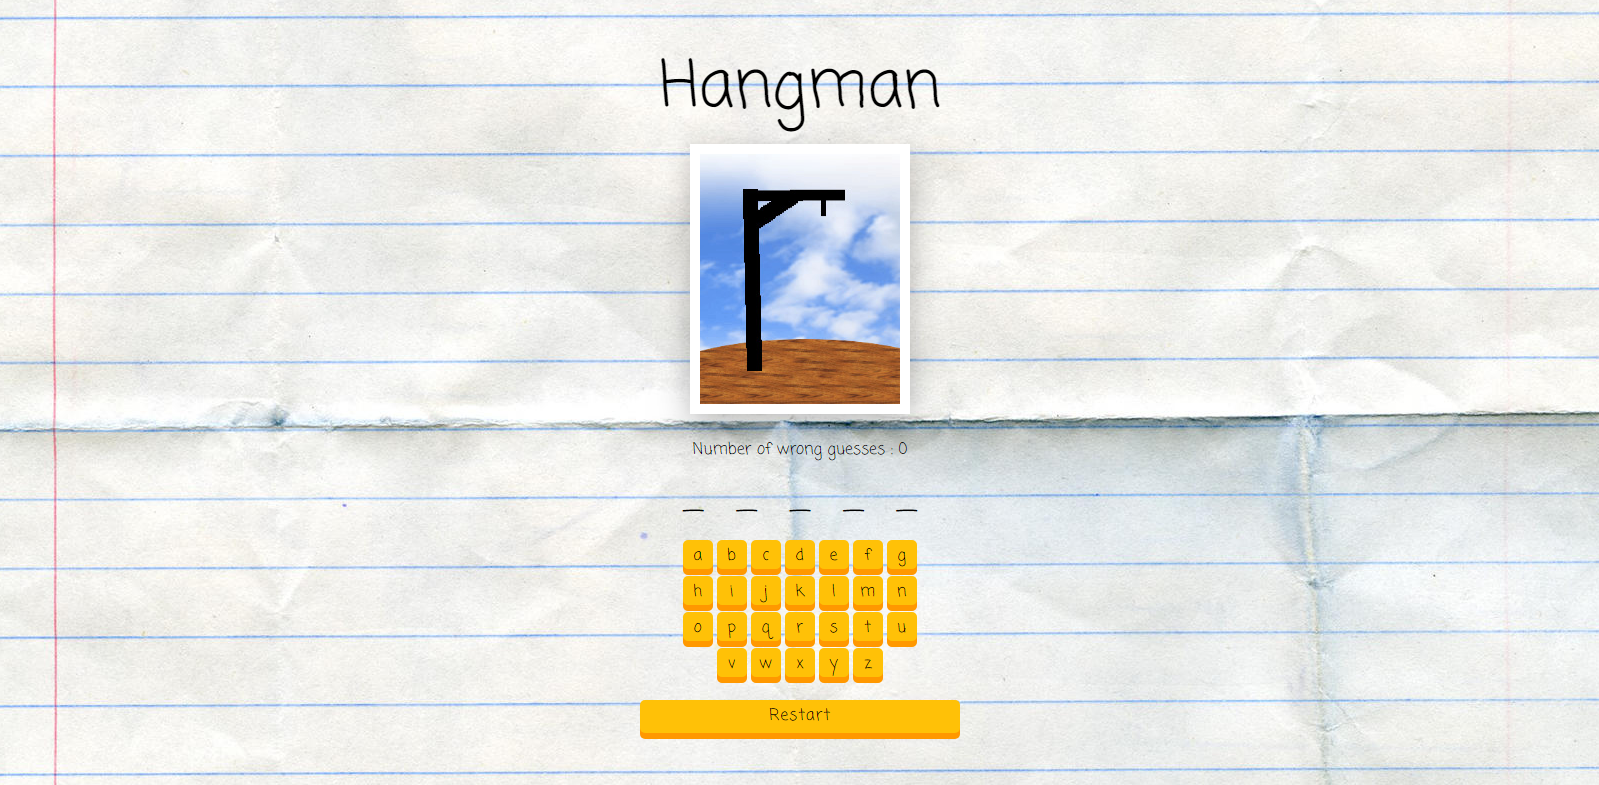 Hangman
Number of wrong guesses : 0
_ _ _ _ _
a b c d e f g
h i j k l m n
o p q r s t u
v w x y z
Restart